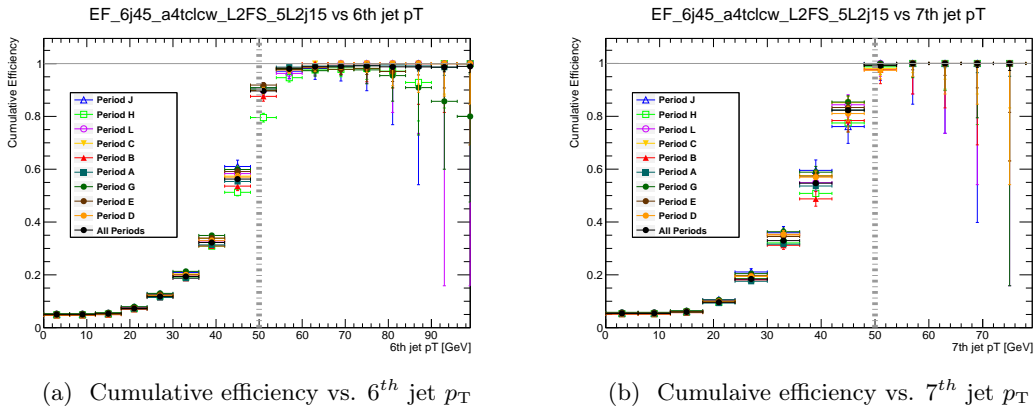 EF_6j45_a4tclcw_L2FS_5L2j15 vs 6th jet pT
Cumulative Efficiency
1
0.8
0.6
0.4
0.2
0
Period J
Period H
Period L
Period C
Period B
Period A
Period G
Period E
Period D
All Periods
0 10 20 30 40 50 60 70 80 90
6th jet pT [GeV]
(a) Cumulative efficiency vs. 6th jet pT
EF_6j45_a4tclcw_L2FS_5L2j15 vs 7th jet pT
Cumulative Efficiency
1
0.8
0.6
0.4
0.2
0
Period J
Period H
Period L
Period C
Period B
Period A
Period G
Period E
Period D
All Periods
0 10 20 30 40 50 60 70
7th jet pT [GeV]
(b) Cumulaive efficiency vs. 7th jet pT